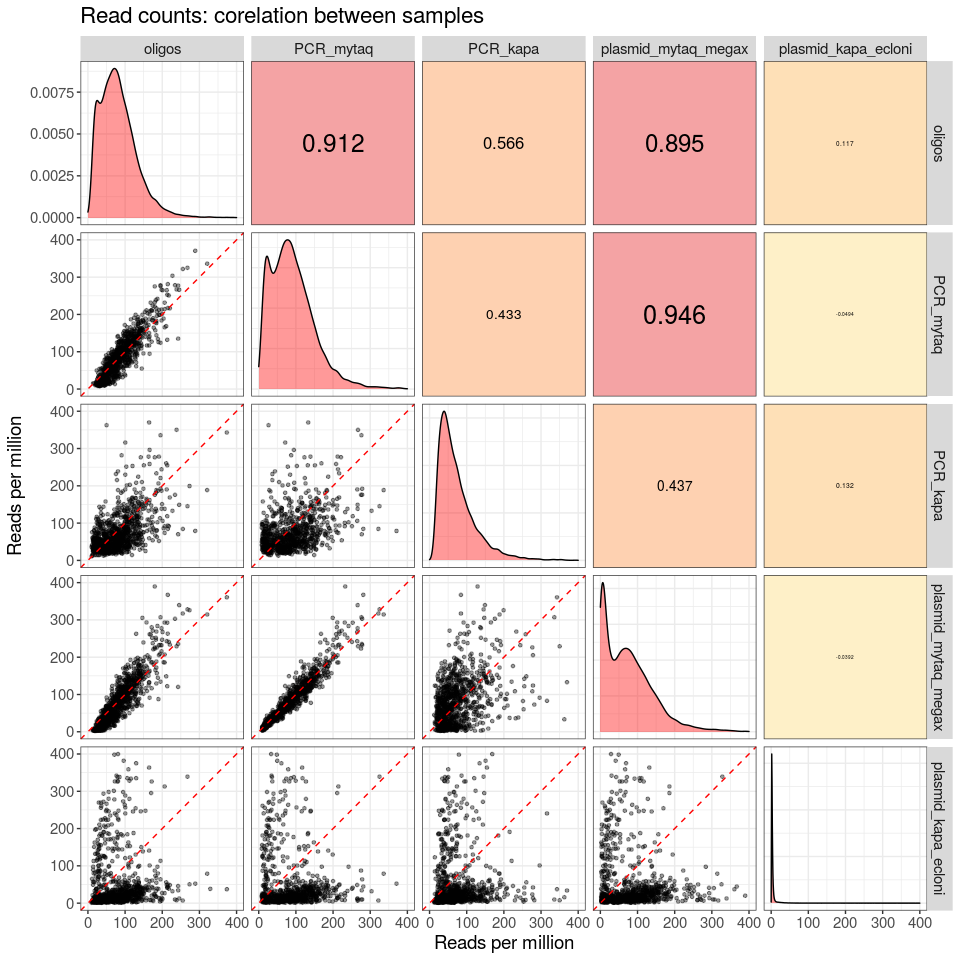 Read counts: corelation between samples
oligos PCR_mytaq PCR_kapa plasmid_mytaq_megax plasmid_kapa_ecloni
0.0075
0.0050
0.0025
0.0000
0.912 0.566 0.895 0.117
oligos
400
300
200
100
0
0.433 0.946 -0.0494
PCR_mytaq
400
300
200
100
0
0.437 0.132
PCR_kapa
400
300
200
100
0
-0.0392
plasmid_mytaq_megax
400
300
200
100
0
plasmid_kapa_ecloni
0 100 200 300 400 0 100 200 300 400 0 100 200 300 400 0 100 200 300 400 0 100 200 300 400
Reads per million
Reads per million